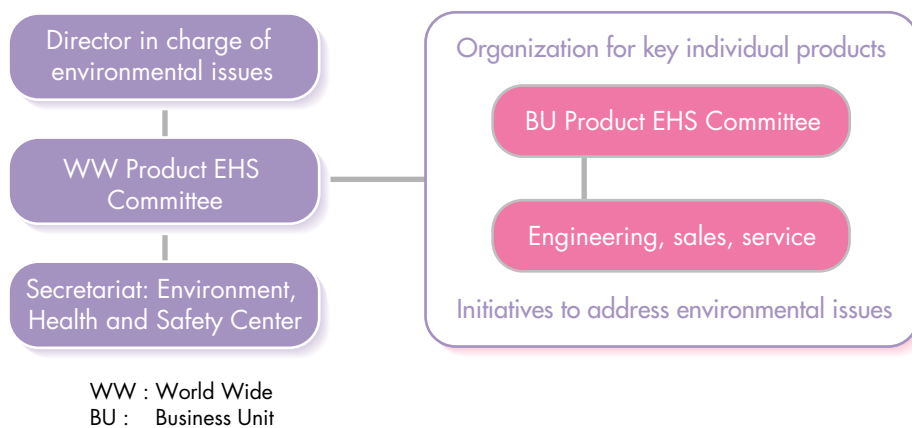 Director in charge of
environmental issues
WW Product EHS
Committee
Secretariat: Environment,
Health and Safety Center
Organization for key individual products
BU Product EHS Committee
Engineering, sales, service
Initiatives to address environmental issues
WW : World Wide
BU : Business Unit